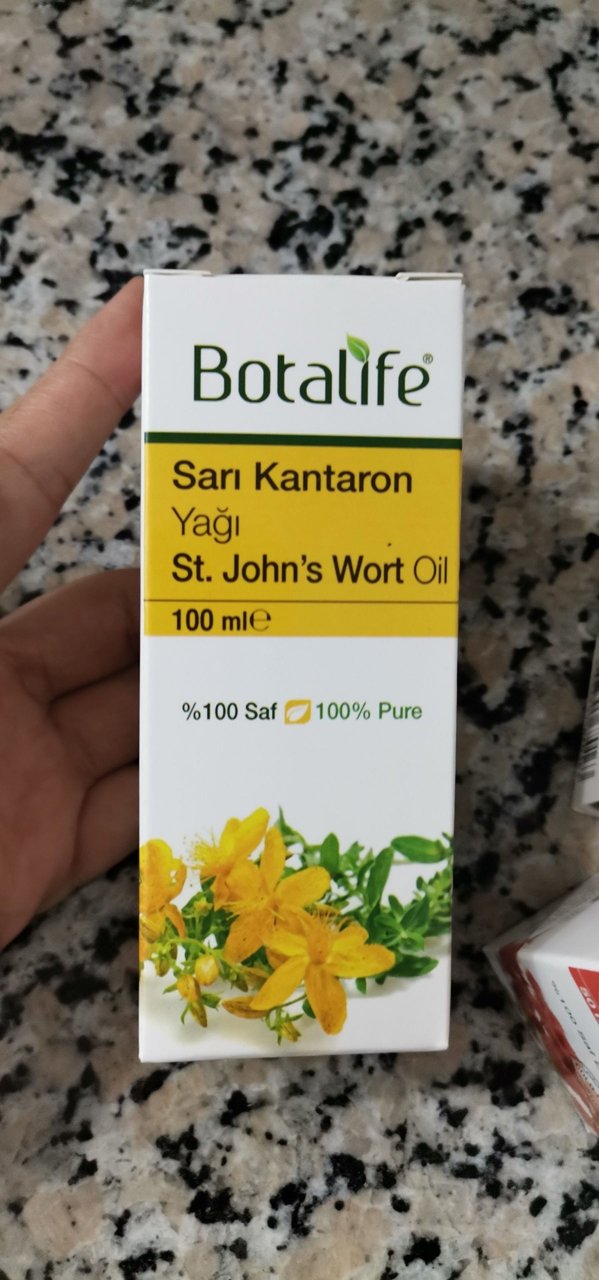 Botalife®
Sarı Kantaron
Yağı
St. John's Wort Oil
100 ml℮
%100 Saf 100% Pure